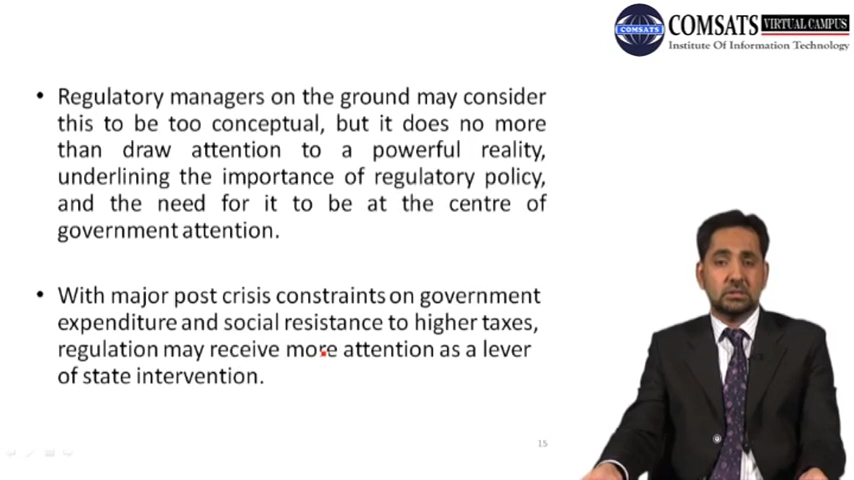 COMSATS
COMSATS VIRTUAL CAMPUS
Institute Of Information Technology
• Regulatory managers on the ground may consider
this to be too conceptual, but it does no more
than draw attention to a powerful reality,
underlining the importance of regulatory policy,
and the need for it to be at the centre of
government attention.
• With major post crisis constraints on government
expenditure and social resistance to higher taxes,
regulation may receive more attention as a lever
of state intervention.
15